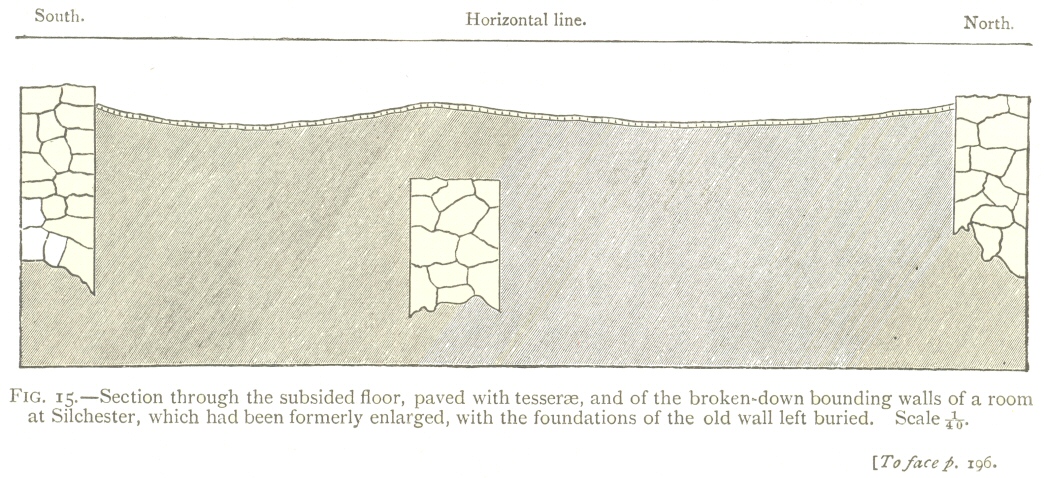 South.
Horizontal line.
North.
FIG. 15.—Section through the subsided floor, paved with tesseræ, and of the broken-down bounding walls of a room
at Silchester, which had been formerly enlarged, with the foundations of the old wall left buried. Scale 1/40.
[To face p. 196.